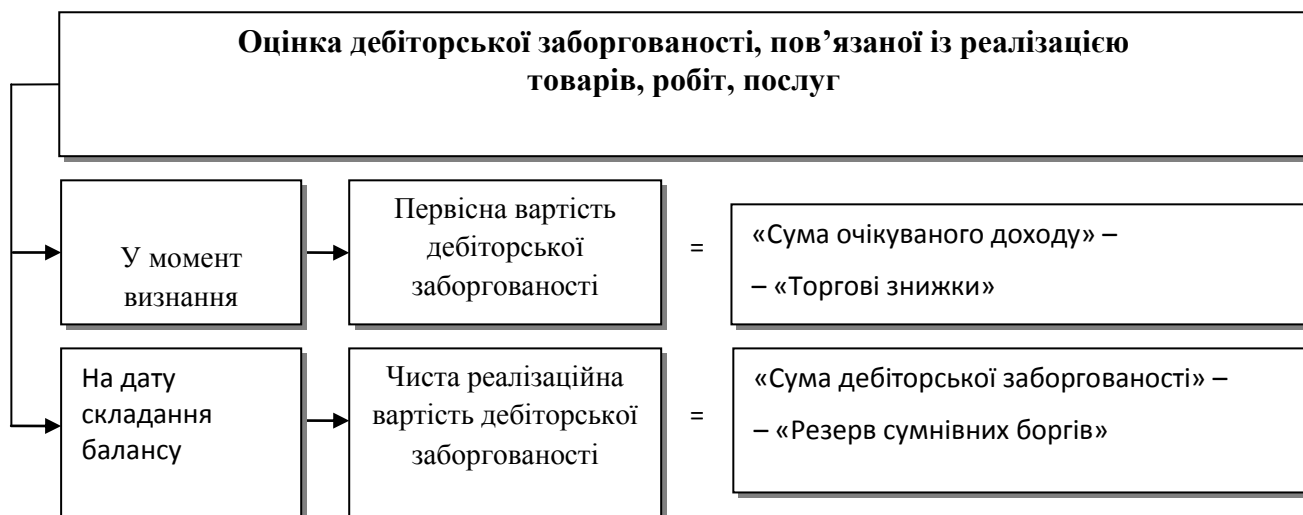 Оцінка дебіторської заборгованості, пов’язаної із реалізацією
товарів, робіт, послуг
У момент
визнання
Первісна вартість
дебіторської
заборгованості
=
«Сума очікуваного доходу» –
– «Торгові знижки»
На дату
складання
балансу
Чиста реалізаційна
вартість дебіторської
заборгованості
=
«Сума дебіторської заборгованості» –
– «Резерв сумнівних боргів»